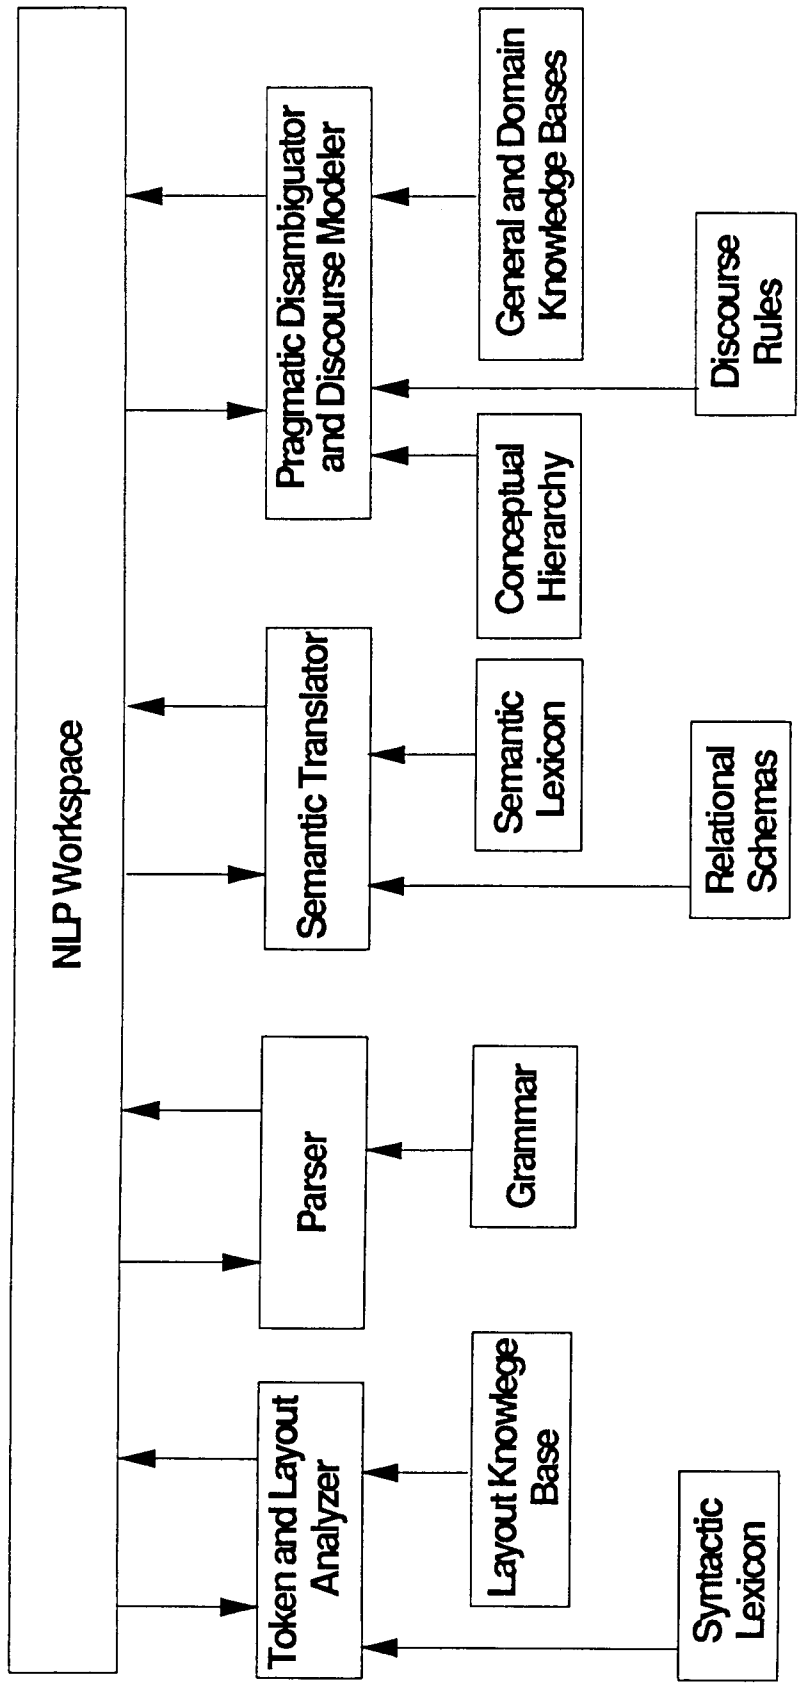 NLP Workspace
Token and Layout
Analyzer
Parser
Semantic Translator
Pragmatic Disambiguator
and Discourse Modeler
Layout Knowlege
Base
Grammar
Semantic
Lexicon
Conceptual
Hierarchy
General and Domain
Knowledge Bases
Syntactic
Lexicon
Relational
Schemas
Discourse
Rules